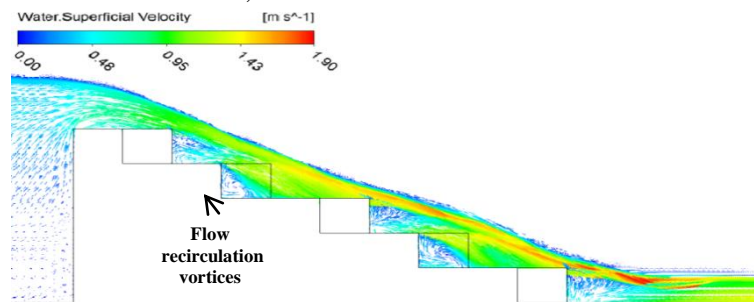 Water.Superficial Velocity [m s^-1]
0.00 0.48 0.95 1.43 1.90
Flow
recirculation
vortices